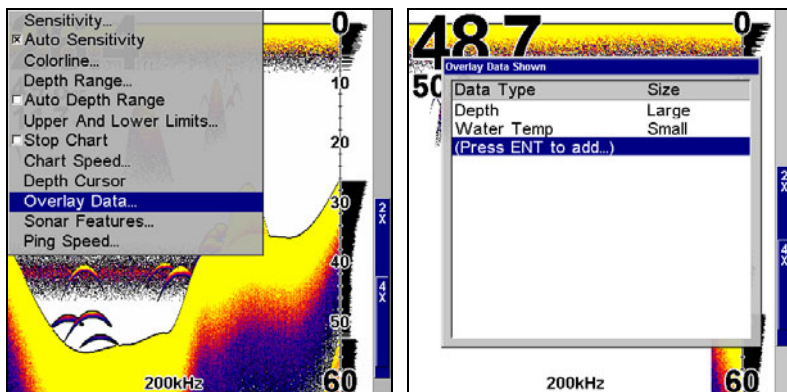 Sensitivity...
Auto Sensitivity
Colorline...
Depth Range...
Auto Depth Range
Upper And Lower Limits...
Stop Chart
Chart Speed...
Depth Cursor
Overlay Data...
Sonar Features...
Ping Speed...
0
10
20
30
40
50
60
2X
4X
200kHz
48.7
0
Overlay Data Shown
Data Type Size
Depth Large
Water Temp Small
(Press ENT to add...)
2X
4X
200kHz
60